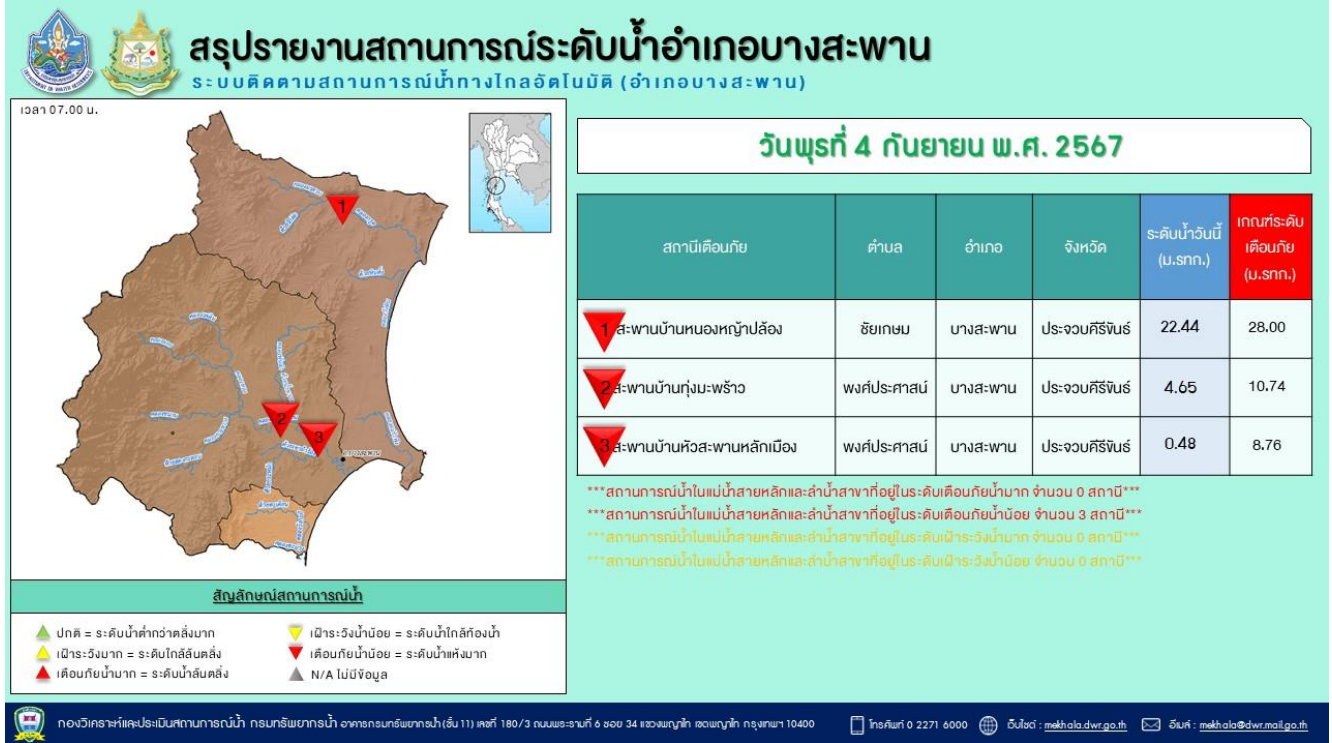 สรุปรายงานสถานการณ์ระดับน้ำอำเภอบางสะพาน
ระบบติดตามสถานการณ์น้ำทางไกลอัตโนมัติ (อำเภอบางสะพาน)
เวลา 07.00 น.
1
2
3
วันพุธที่ 4 กันยายน พ.ศ. 2567
สถานีเตือนภัย ตำบล อำเภอ จังหวัด ระดับน้ำวันนี้ (ม.รทก.) เกณฑ์ระดับเตือนภัย (ม.รทก.)
1 สะพานบ้านหนองหญ้าปล้อง ชัยเกษม บางสะพาน ประจวบคีรีขันธ์ 22.44 28.00
2 สะพานบ้านทุ่งมะพร้าว พงศ์ประศาสน์ บางสะพาน ประจวบคีรีขันธ์ 4.65 10.74
3 สะพานบ้านหัวสะพานหลักเมือง พงศ์ประศาสน์ บางสะพาน ประจวบคีรีขันธ์ 0.48 8.76
***สถานการณ์น้ำในแม่น้ำสายหลักและลำน้ำสาขาที่อยู่ในระดับเตือนภัยน้ำมาก จำนวน 0 สถานี***
***สถานการณ์น้ำในแม่น้ำสายหลักและลำน้ำสาขาที่อยู่ในระดับเตือนภัยน้ำน้อย จำนวน 3 สถานี***
***สถานการณ์น้ำในแม่น้ำสายหลักและลำน้ำสาขาที่อยู่ในระดับเฝ้าระวังน้ำมาก จำนวน 0 สถานี***
***สถานการณ์น้ำในแม่น้ำสายหลักและลำน้ำสาขาที่อยู่ในระดับเฝ้าระวังน้ำน้อย จำนวน 0 สถานี***
สัญลักษณ์สถานการณ์น้ำ
ปกติ = ระดับน้ำต่ำกว่าตลิ่งมาก
เฝ้าระวังมาก = ระดับใกล้ล้นตลิ่ง
เตือนภัยน้ำมาก = ระดับน้ำล้นตลิ่ง
เฝ้าระวังน้ำน้อย = ระดับน้ำใกล้ท้องน้ำ
เตือนภัยน้ำน้อย = ระดับน้ำแห้งมาก
N/A ไม่มีข้อมูล
กองวิเคราะห์และประเมินสถานการณ์น้ำ กรมทรัพยากรน้ำ อาคารกรมทรัพยากรน้ำ (ชั้น 11) เลขที่ 180/3 ถนนพระรามที่ 6 ซอย 34 แขวงพญาไท เขตพญาไท กรุงเทพฯ 10400 โทรศัพท์ 0 2271 6000 เว็บไซต์ : mekhala.dwr.go.th อีเมล์ : mekhala@dwr.mail.go.th